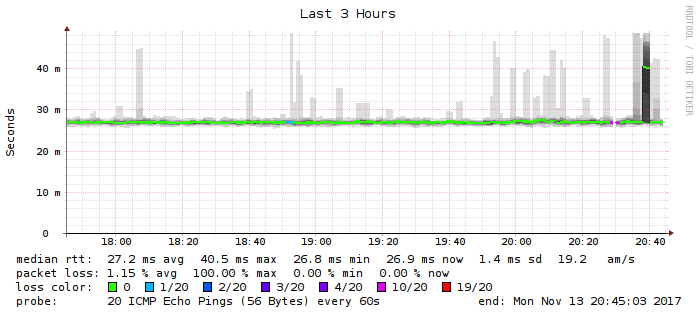 Last 3 Hours
RRDTOOL / TOBI OETIKER
Seconds
40 m
30 m
20 m
10 m
0
18:00 18:20 18:40 19:00 19:20 19:40 20:00 20:20 20:40
median rtt: 27.2 ms avg 40.5 ms max 26.8 ms min 26.9 ms now 1.4 ms sd 19.2 am/s
packet loss: 1.15 % avg 100.00 % max 0.00 % min 0.00 % now
loss color: 0 1/20 2/20 3/20 4/20 10/20 19/20
probe: 20 ICMP Echo Pings (56 Bytes) every 60s end: Mon Nov 13 20:45:03 2017